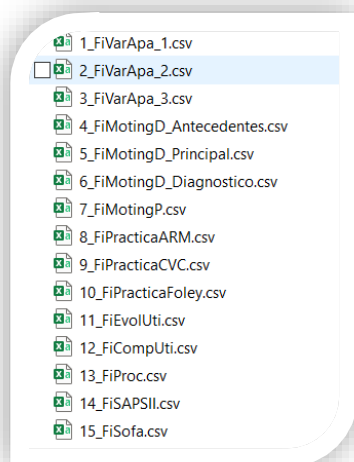 1_FiVarApa_1.csv
2_FiVarApa_2.csv
3_FiVarApa_3.csv
4_FiMotingD_Antecedentes.csv
5_FiMotingD_Principal.csv
6_FiMotingD_Diagnostico.csv
7_FiMotingP.csv
8_FiPracticaARM.csv
9_FiPracticaCVC.csv
10_FiPracticaFoley.csv
11_FiEvolUti.csv
12_FiCompUti.csv
13_FiProc.csv
14_FiSAPSII.csv
15_FiSofa.csv